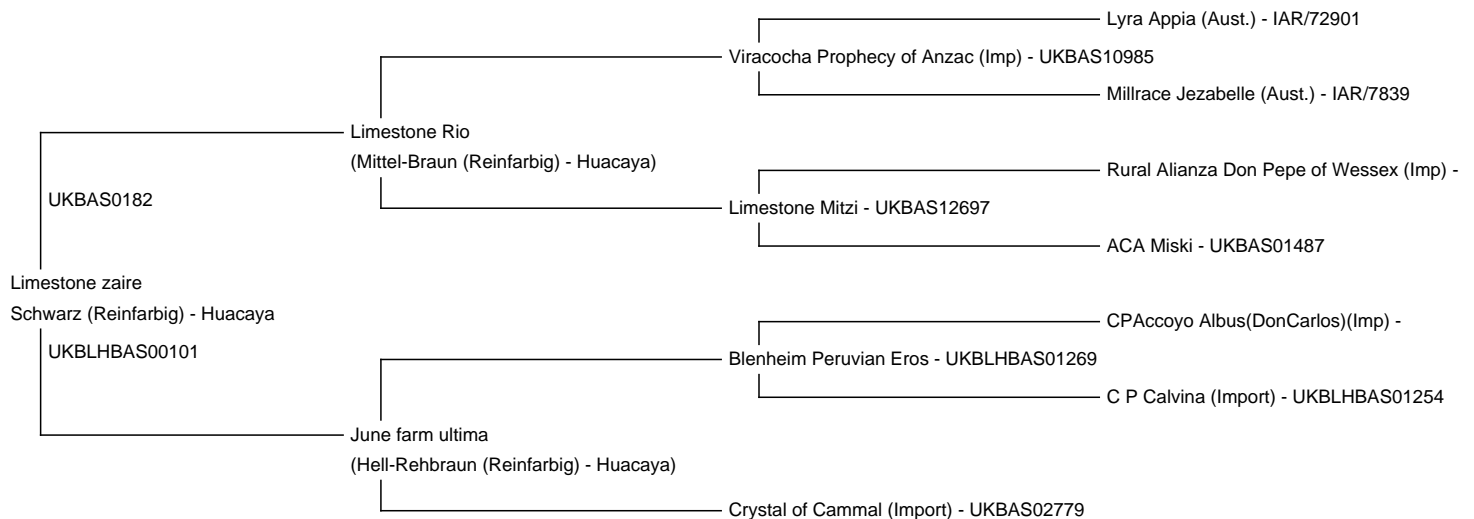 Lyra Appia (Aust.) - IAR/72901
Viracocha Prophecy of Anzac (Imp) - UKBAS10985
Millrace Jezabelle (Aust.) - IAR/7839
Limestone Rio
(Mittel-Braun (Reinfarbig) - Huacaya)
Rural Alianza Don Pepe of Wessex (Imp) -
UKBAS0182
Limestone Mitzi - UKBAS12697
ACA Miski - UKBAS01487
Limestone zaire
Schwarz (Reinfarbig) - Huacaya
CPAccoyo Albus(DonCarlos)(Imp) -
UKBLHBAS00101
Blenheim Peruvian Eros - UKBLHBAS01269
C P Calvina (Import) - UKBLHBAS01254
June farm ultima
(Hell-Rehbraun (Reinfarbig) - Huacaya)
Crystal of Cammal (Import) - UKBAS02779